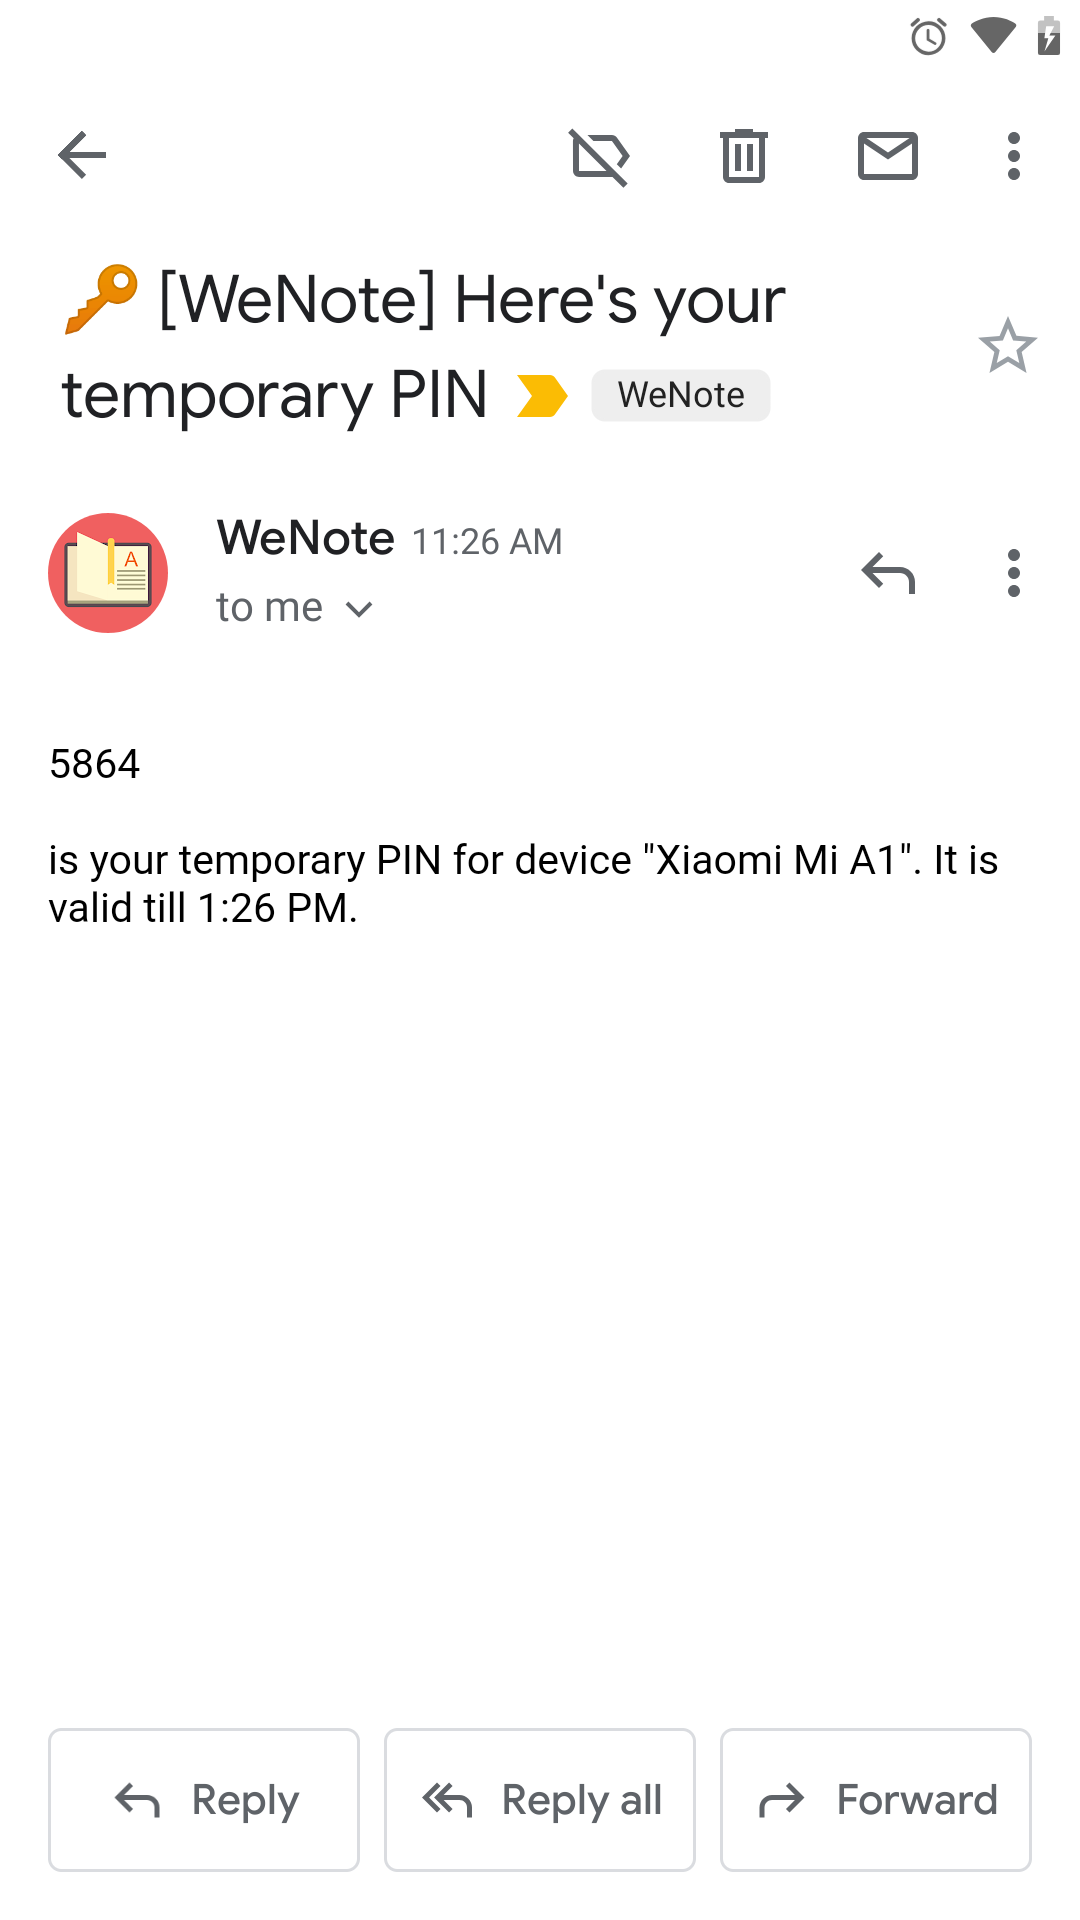 🔑 [WeNote] Here's your
temporary PIN WeNote
WeNote 11:26 AM
to me
A
5864
is your temporary PIN for device "Xiaomi Mi A1". It is
valid till 1:26 PM.
Reply
Reply all
Forward